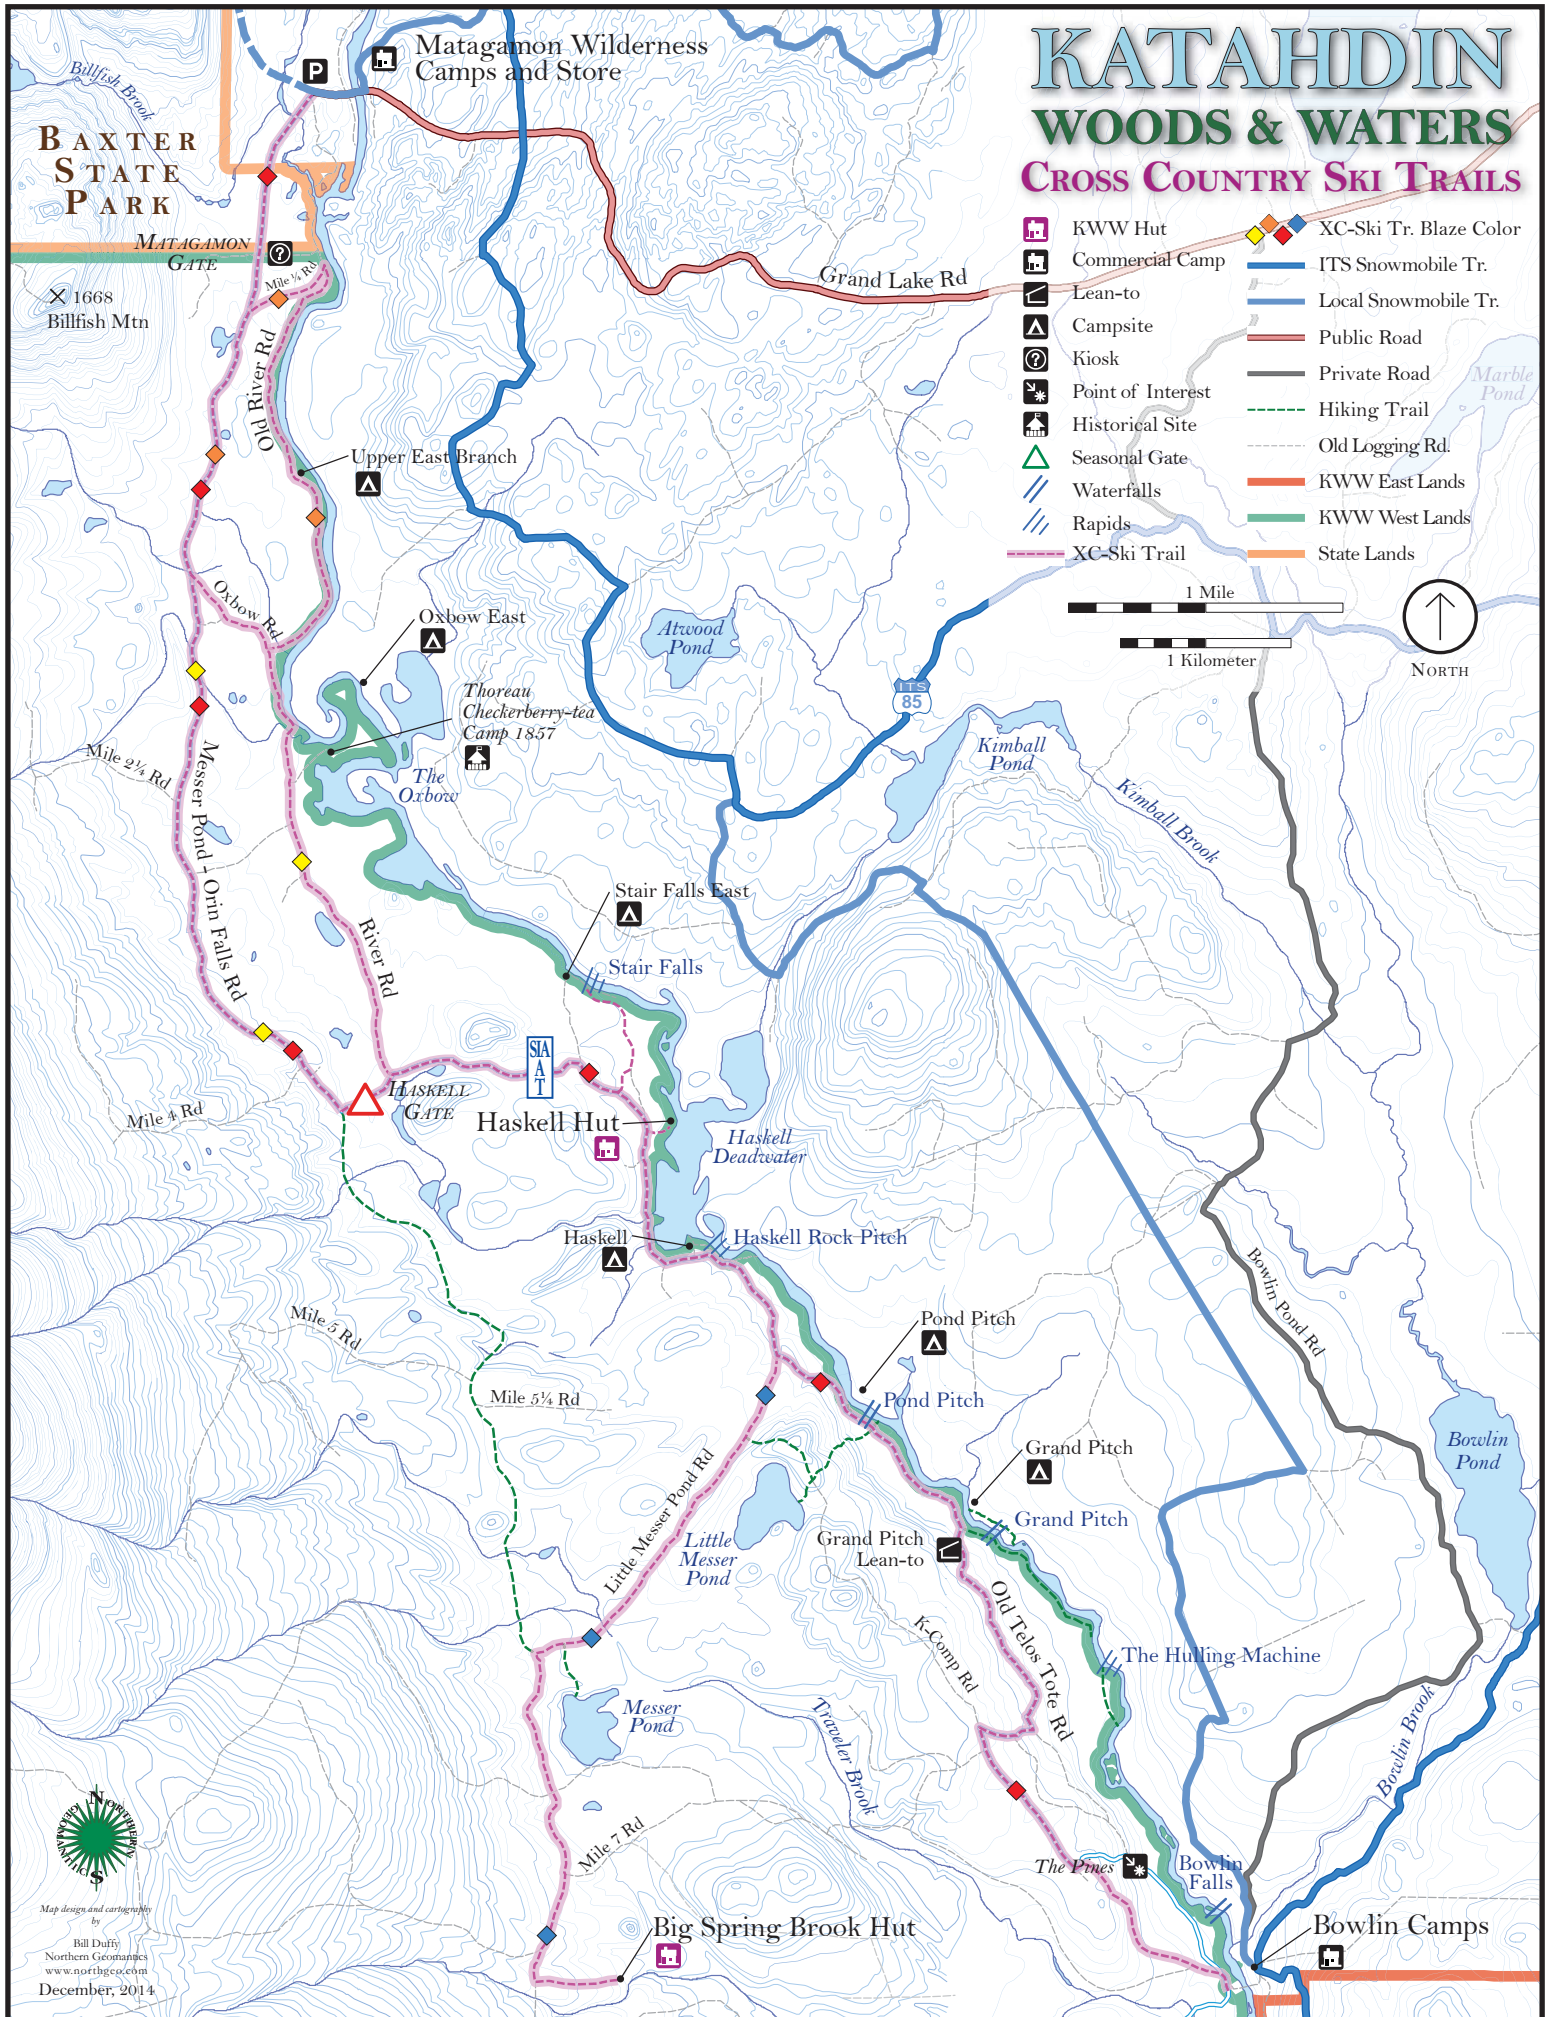 KATAHDIN
WOODS & WATERS
CROSS COUNTRY SKI TRAILS
KWW Hut
Commercial Camp
Lean-to
Campsite
Kiosk
Point of Interest
Historical Site
Seasonal Gate
Waterfalls
Rapids
XC-Ski Trail
XC-Ski Tr. Blaze Color
ITS Snowmobile Tr.
Local Snowmobile Tr.
Public Road
Private Road
Hiking Trail
Old Logging Rd.
KWW East Lands
KWW West Lands
State Lands
1 Mile
1 Kilometer
NORTH
Marble
Pond
P
Matagamon Wilderness
Camps and Store
Billfish Brook
BAXTER
STATE
PARK
MATAGAMON
GATE
?
Mile ¼ Rd
1668
Billfish Mtn
Old River Rd
Grand Lake Rd
Upper East Branch
Oxbow Rd
Oxbow East
Atwood
Pond
ITS
85
Thoreau
Checkerberry-tea
Camp 1857
The
Oxbow
Kimball
Pond
Kimball Brook
Mile 2¼ Rd
Messer Pond - Orin Falls Rd
River Rd
Stair Falls East
Stair Falls
SIA
A
T
HASKELL
GATE
Mile 4 Rd
Haskell Hut
Haskell
Deadwater
Haskell
Haskell Rock Pitch
Bowlin Pond Rd
Mile 5 Rd
Mile 5¼ Rd
Pond Pitch
Pond Pitch
Grand Pitch
Grand Pitch
Grand Pitch
Lean-to
Bowlin
Pond
Little Messer Pond Rd
Little
Messer
Pond
Old Telos Tote Rd
K-Comp Rd
The Hulling Machine
Messer
Pond
Traveler Brook
Bowlin Brook
Mile 7 Rd
The Pines
Bowlin
Falls
Big Spring Brook Hut
Bowlin Camps
NORTHERN
GEOMANTICS
N
S
Map design and cartography
by
Bill Duffy
Northern Geomantics
www.northgeo.com
December, 2014